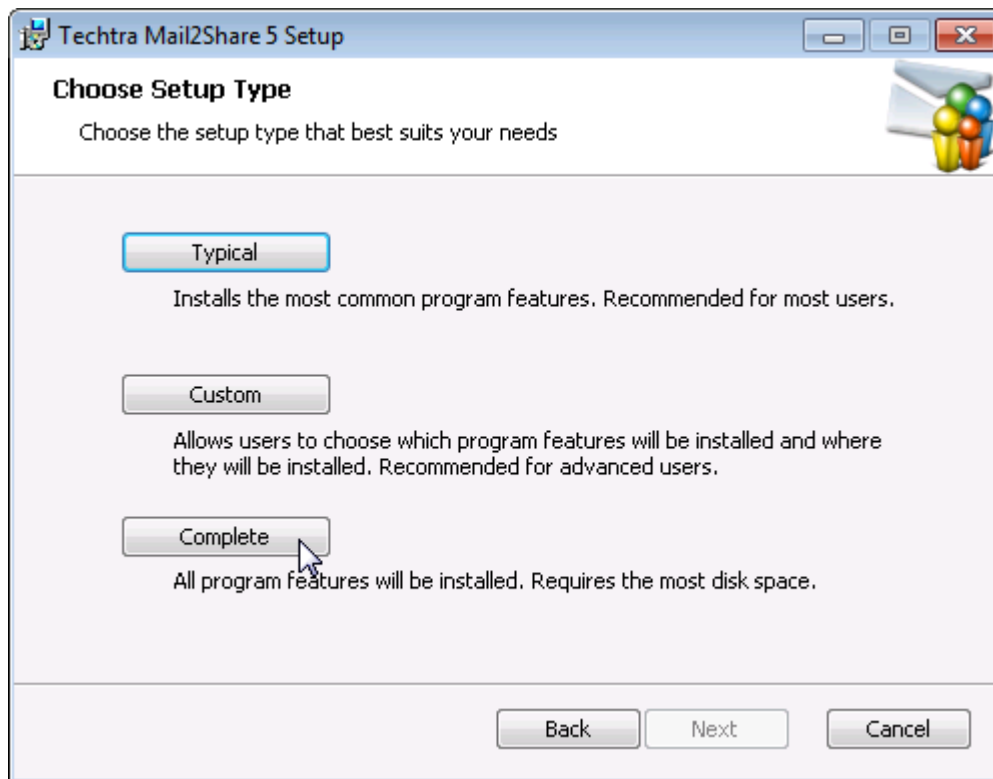 Techtra Mail2Share 5 Setup
Choose Setup Type
Choose the setup type that best suits your needs
Typical
Installs the most common program features. Recommended for most users.
Custom
Allows users to choose which program features will be installed and where
they will be installed. Recommended for advanced users.
Complete
All program features will be installed. Requires the most disk space.
Back Next Cancel